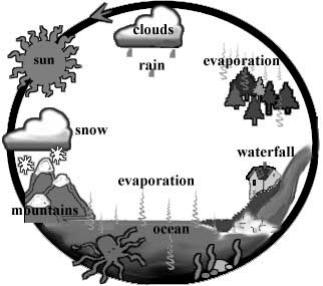 clouds
sun
rain
evaporation
snow
waterfall
evaporation
mountains
ocean